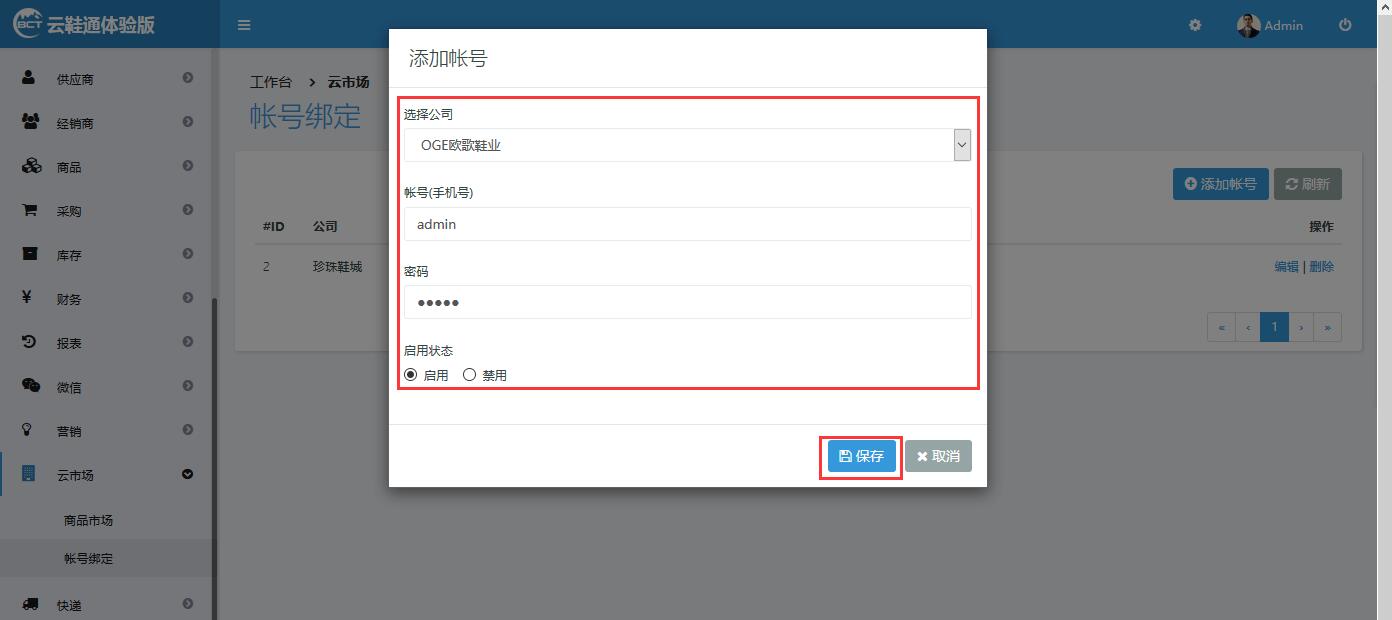 BCT 云鞋通体验版
Admin
供应商
经销商
商品
采购
库存
财务
报表
微信
营销
云市场
商品市场
帐号绑定
快递
工作台 > 云市场
帐号绑定
添加帐号 刷新
#ID 公司 操作
2 珍珠鞋城 编辑 | 删除
« ‹ 1 › »
添加帐号
选择公司
OGE欧歌鞋业
帐号(手机号)
admin
密码
●●●●●
启用状态
启用 禁用
保存 取消